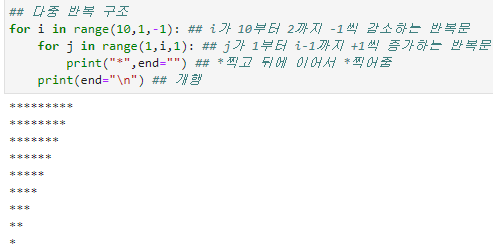 ## 다중 반복 구조
for i in range(10,1,-1): ## i가 10부터 2까지 -1씩 감소하는 반복문
    for j in range(1,i,1): ## j가 1부터 i-1까지 +1씩 증가하는 반복문
        print("*",end="") ## *찍고 뒤에 이어서 *찍어줌
    print(end="\n") ## 개행
*********
********
*******
******
*****
****
***
**
*